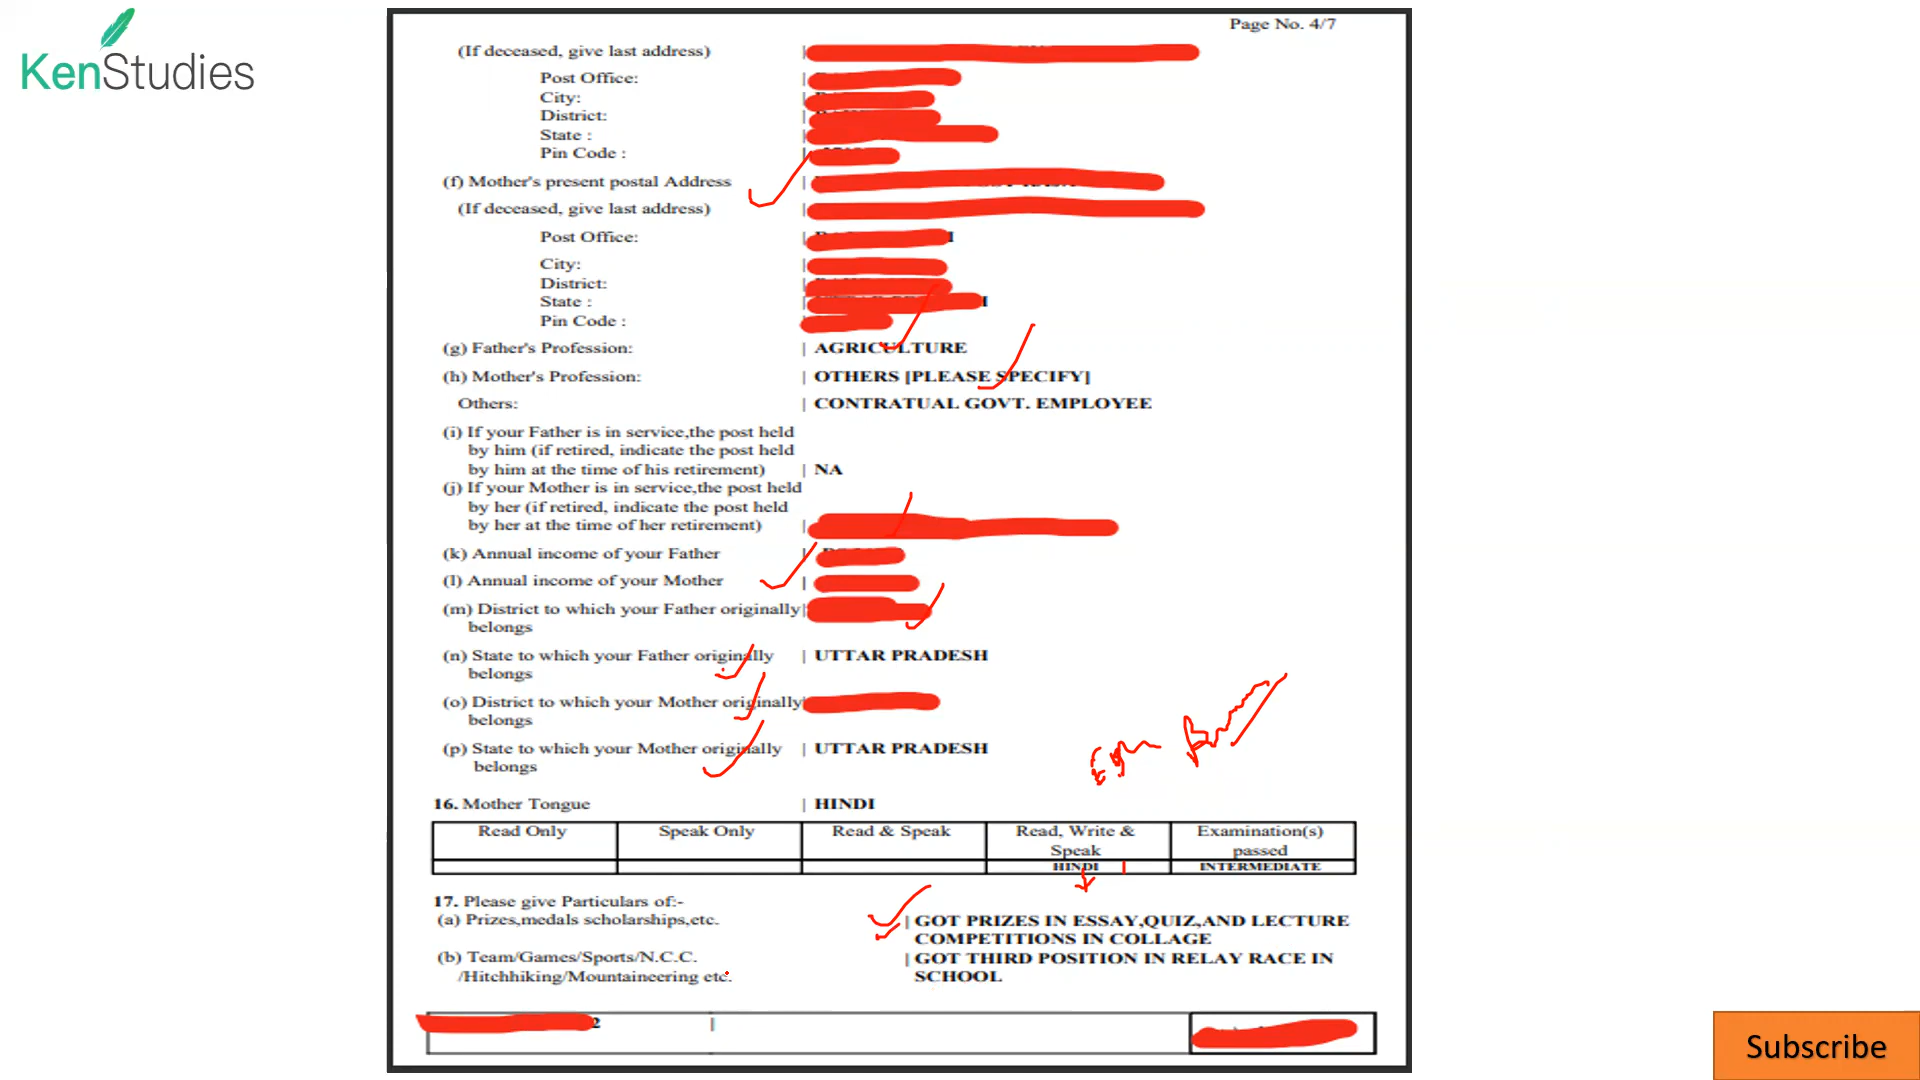 KenStudies
Page No. 4/7
(If deceased, give last address) |
Post Office: |
City: |
District: |
State : |
Pin Code : |
(f) Mother's present postal Address |
(If deceased, give last address) |
Post Office: |
City: |
District: |
State : |
Pin Code :
(g) Father's Profession: | AGRICULTURE
(h) Mother's Profession: | OTHERS [PLEASE SPECIFY]
Others: | CONTRATUAL GOVT. EMPLOYEE
(i) If your Father is in service,the post held
by him (if retired, indicate the post held
by him at the time of his retirement) | NA
(j) If your Mother is in service,the post held
by her (if retired, indicate the post held
by her at the time of her retirement) |
(k) Annual income of your Father |
(l) Annual income of your Mother |
(m) District to which your Father originally |
belongs
(n) State to which your Father originally | UTTAR PRADESH
belongs
(o) District to which your Mother originally
belongs
(p) State to which your Mother originally | UTTAR PRADESH
belongs
16. Mother Tongue | HINDI
Read Only Speak Only Read & Speak Read, Write & Examination(s)
Speak passed
HINDI INTERMEDIATE
17. Please give Particulars of:-
(a) Prizes,medals scholarships,etc. | GOT PRIZES IN ESSAY,QUIZ,AND LECTURE
COMPETITIONS IN COLLAGE
(b) Team/Games/Sports/N.C.C. | GOT THIRD POSITION IN RELAY RACE IN
/Hitchhiking/Mountaineering etc. SCHOOL
2 |
Subscribe